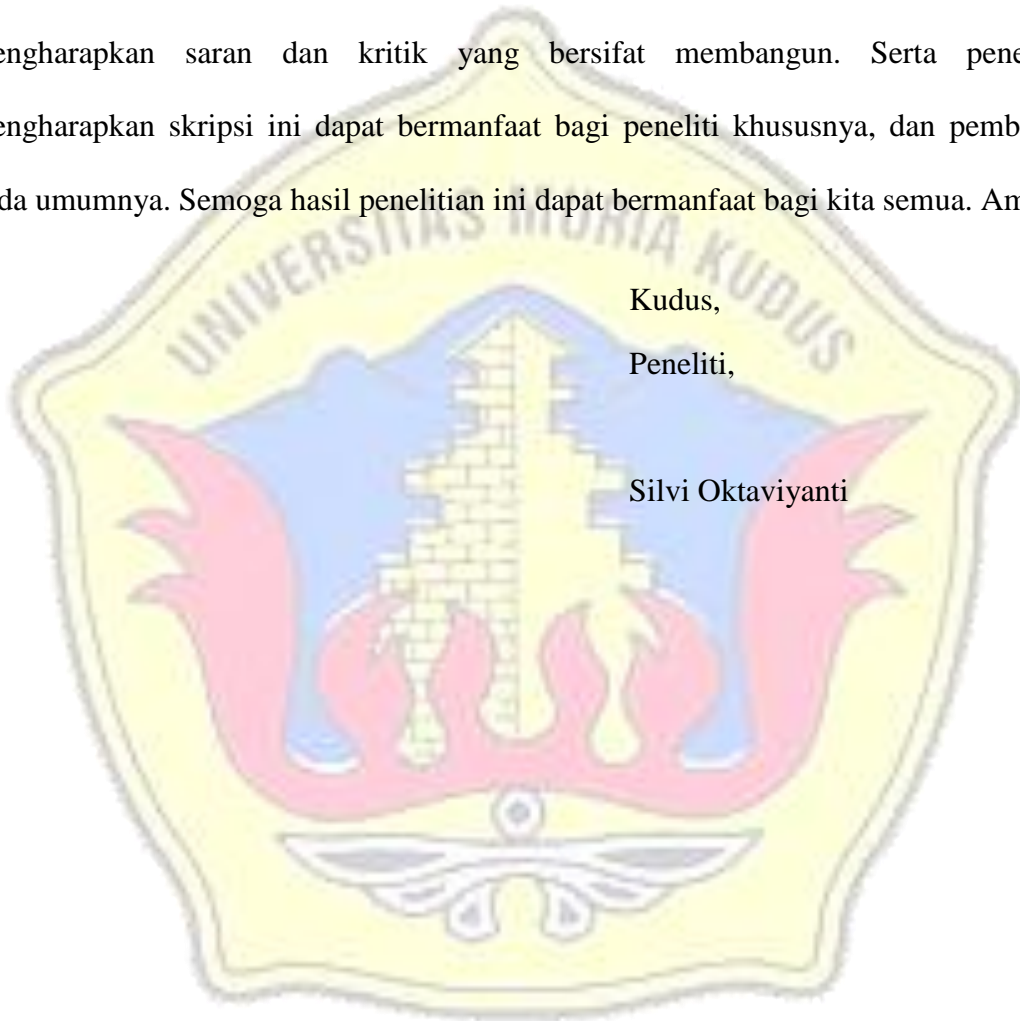 engharapkan saran dan kritik yang bersifat membangun. Serta pene
engharapkan skripsi ini dapat bermanfaat bagi peneliti khususnya, dan pemb
da umumnya. Semoga hasil penelitian ini dapat bermanfaat bagi kita semua. Am
UNIVERSITAS MURIA KUDUS
Kudus,
Peneliti,
Silvi Oktaviyanti